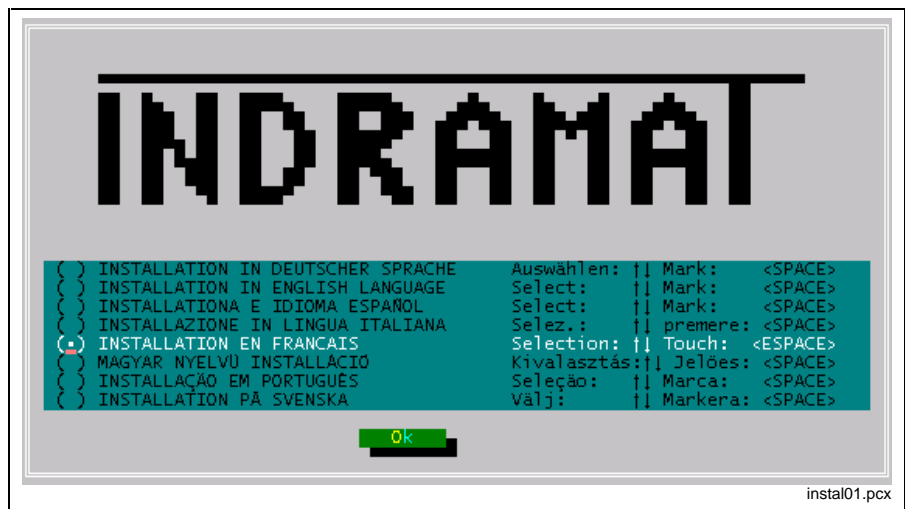 INDRAMAT
( ) INSTALLATION IN DEUTSCHER SPRACHE Auswählen: ↑↓ Mark: <SPACE>
( ) INSTALLATION IN ENGLISH LANGUAGE Select: ↑↓ Mark: <SPACE>
( ) INSTALLATIONA E IDIOMA ESPAÑOL Select: ↑↓ Mark: <SPACE>
( ) INSTALLAZIONE IN LINGUA ITALIANA Selez.: ↑↓ premere: <SPACE>
(▪) INSTALLATION EN FRANCAIS Selection: ↑↓ Touch: <ESPACE>
( ) MAGYAR NYELVÜ INSTALLÁCIÓ Kivalasztás:↑↓ Jelöes: <SPACE>
( ) INSTALLAÇÃO EM PORTUGUÊS Seleção: ↑↓ Marca: <SPACE>
( ) INSTALLATION PÅ SVENSKA Välj: ↑↓ Markera: <SPACE>
Ok
instal01.pcx